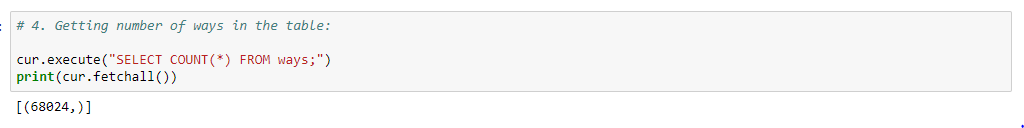 # 4. Getting number of ways in the table:
cur.execute("SELECT COUNT(*) FROM ways;")
print(cur.fetchall())
[(68024,)]